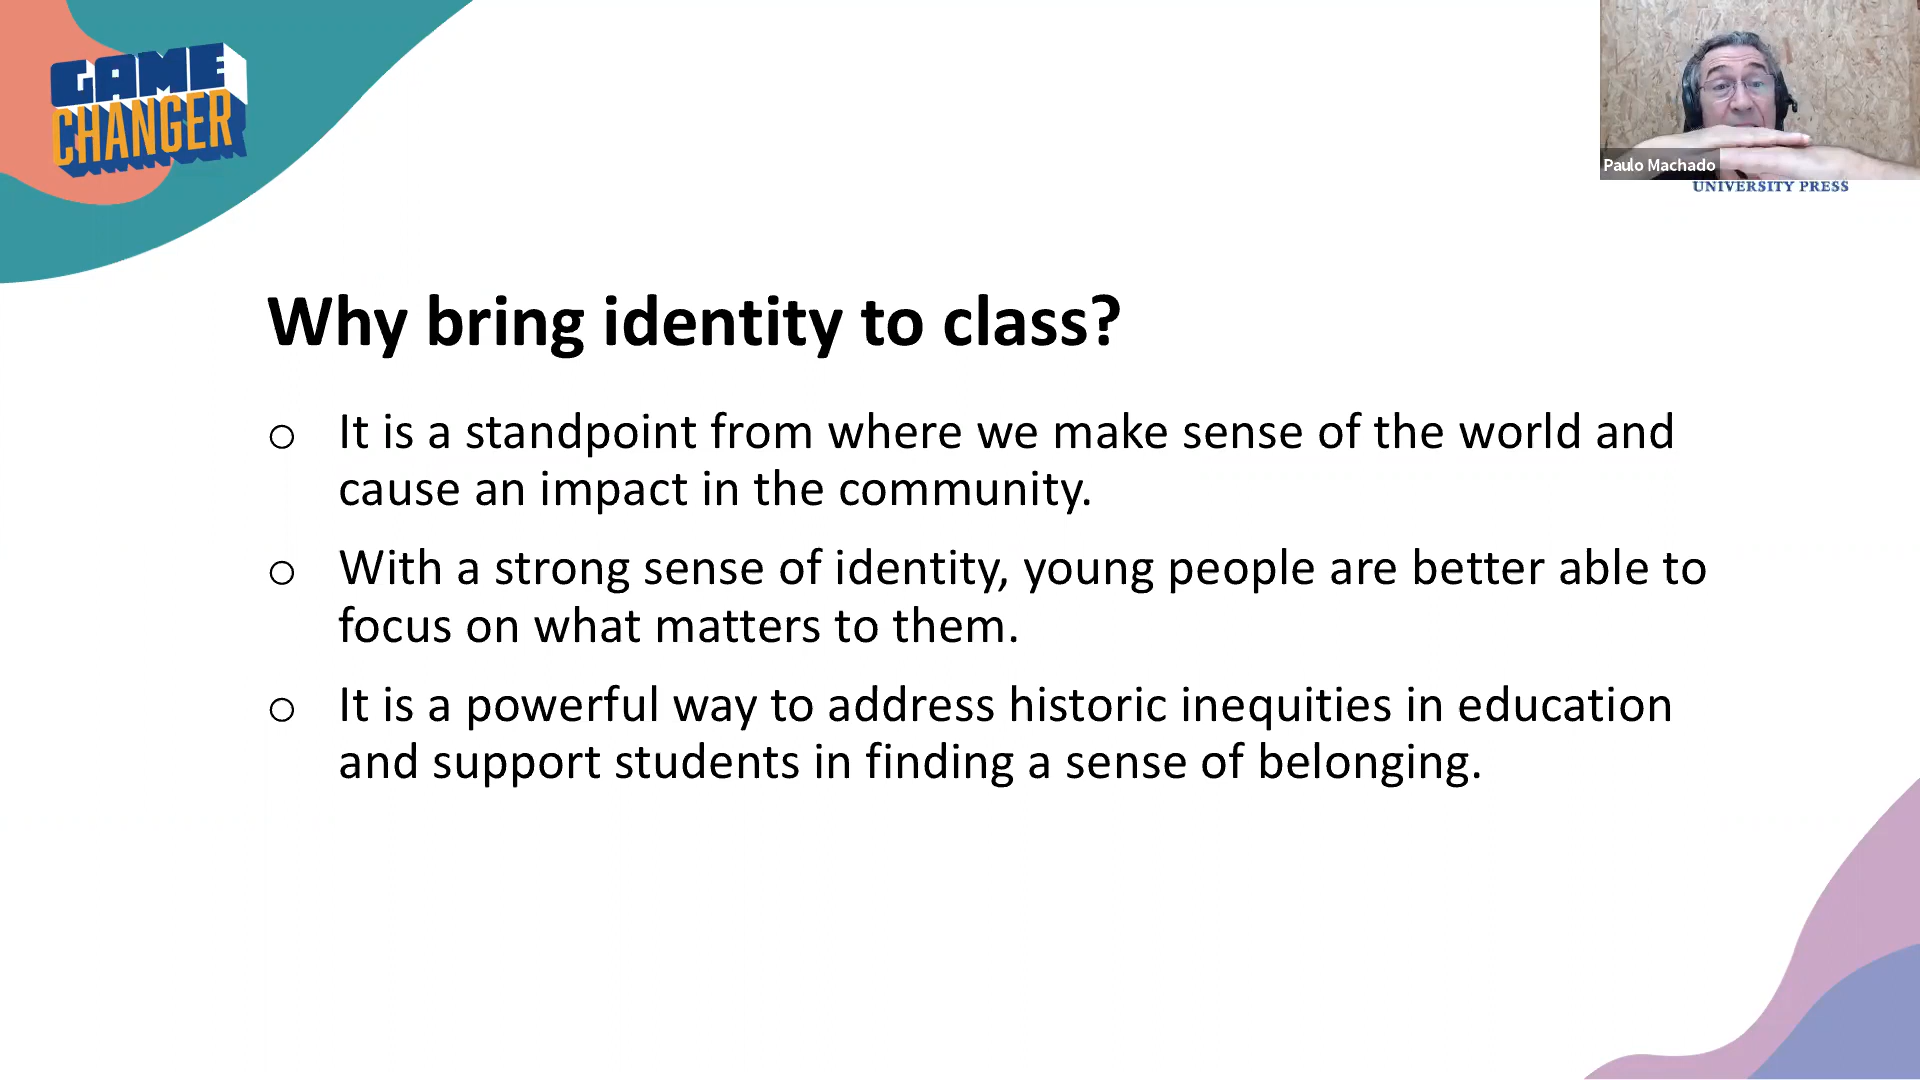 GAME
CHANGER
Paulo Machado
UNIVERSITY PRESS
Why bring identity to class?
o It is a standpoint from where we make sense of the world and
cause an impact in the community.
o With a strong sense of identity, young people are better able to
focus on what matters to them.
o It is a powerful way to address historic inequities in education
and support students in finding a sense of belonging.